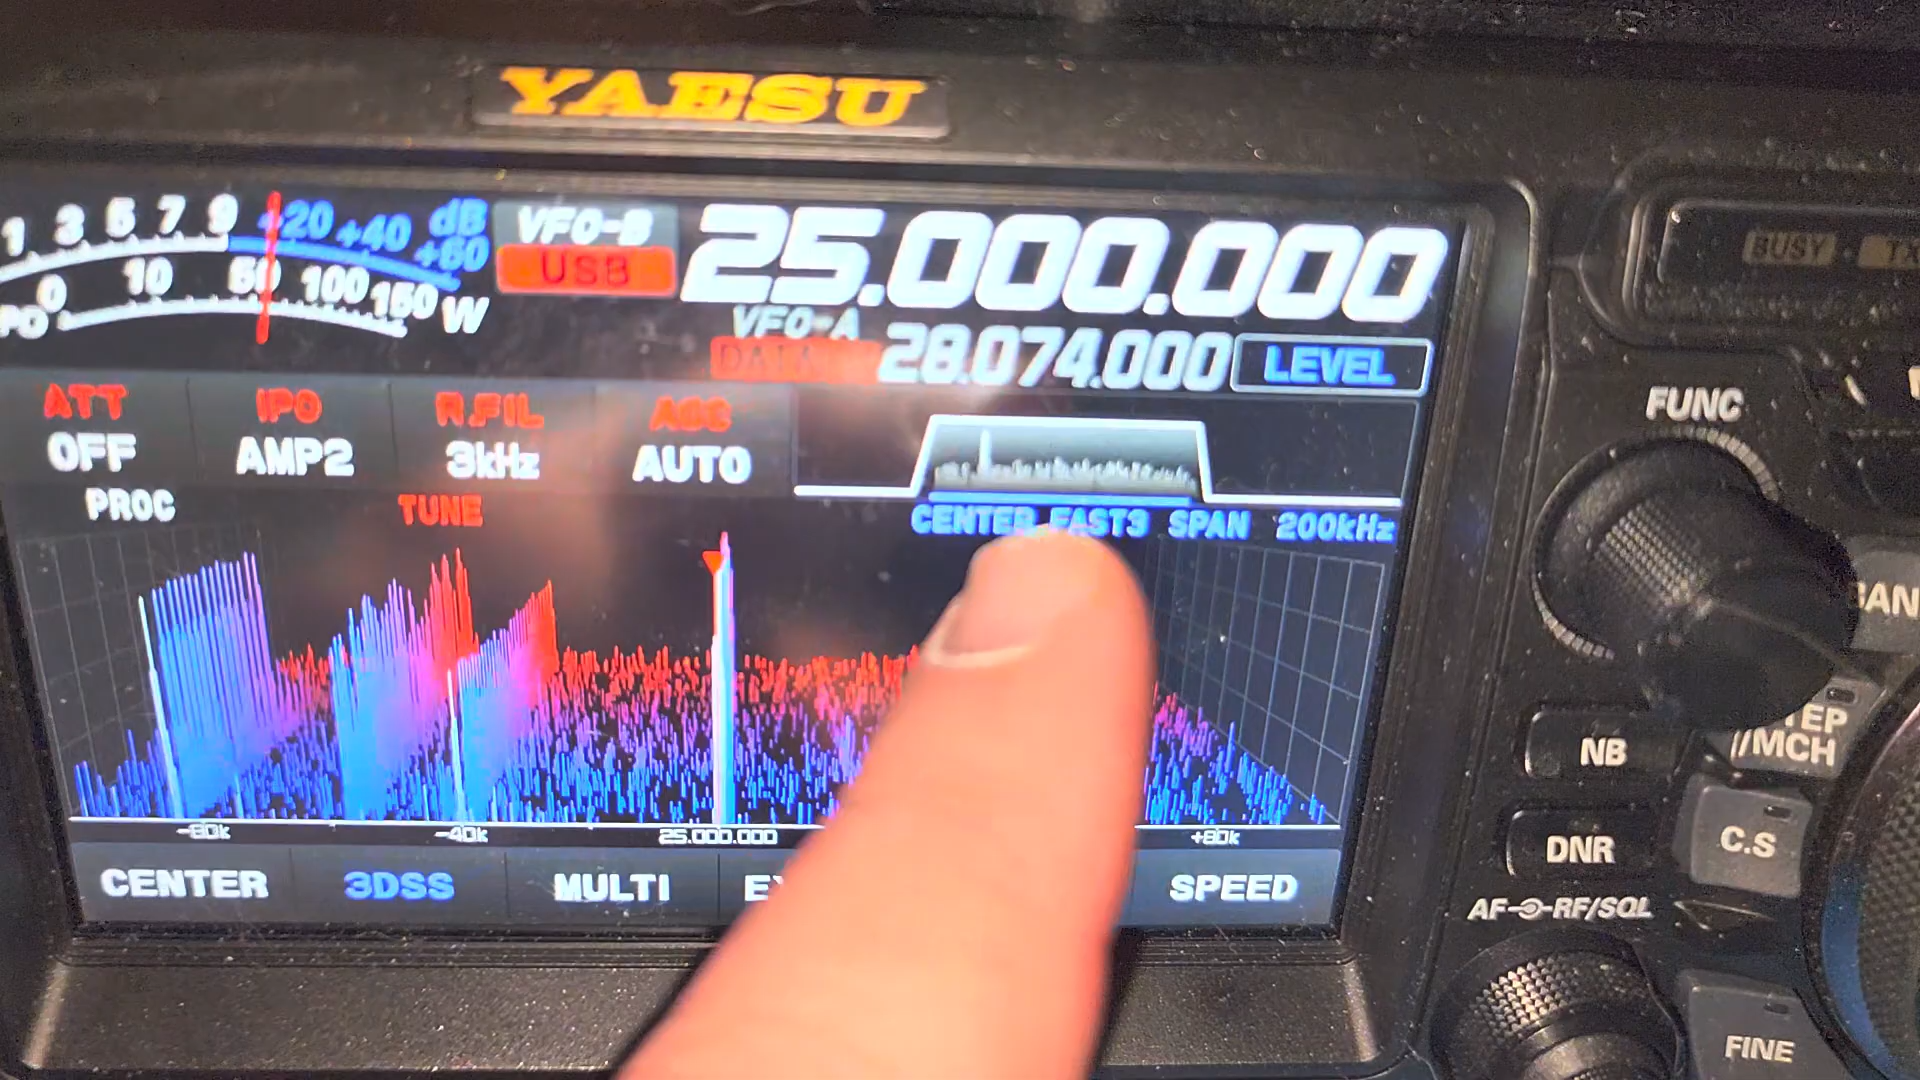 YAESU
1 3 5 7 9 +20 +40 +60 dB
PO 0 10 50 100 150 W
VFO-B
USB
25.000.000
VFO-A
28.074.000
LEVEL
BUSY TX
ATT IPO R.FIL AGC
OFF AMP2 3kHz AUTO
PROC TUNE
CENTER FAST3 SPAN 200kHz
-80k -40k 25.000.000 +80k
CENTER 3DSS MULTI SPEED
FUNC
NB
/MCH
DNR
C.S
AF RF/SQL
FINE